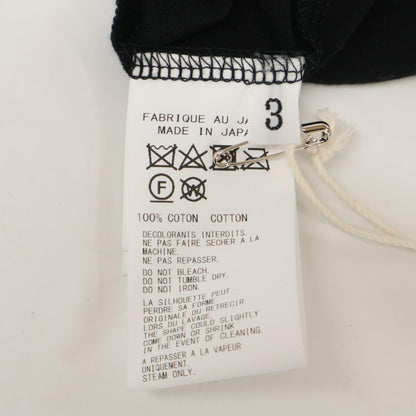 FABRIQUE AU JA
MADE IN JAPA
3
F
W
100% COTON COTTON
DECOLORANTS INTERDITS.
NE PAS FAIRE SECHER A LA
MACHINE.
NE PAS REPASSER.
DO NOT BLEACH.
DO NOT TUMBLE DRY.
DO NOT IRON.
LA SILHOUETTE PEUT
PERDRE SA FORME
ORIGINALE OU RETRECIR
LORS DU LAVAGE.
THE SHAPE COULD SLIGHTLY
COME DOWN OR SHRINK
IN THE EVENT OF CLEANING.
A REPASSER A LA VAPEUR
UNIQUEMENT.
STEAM ONLY.